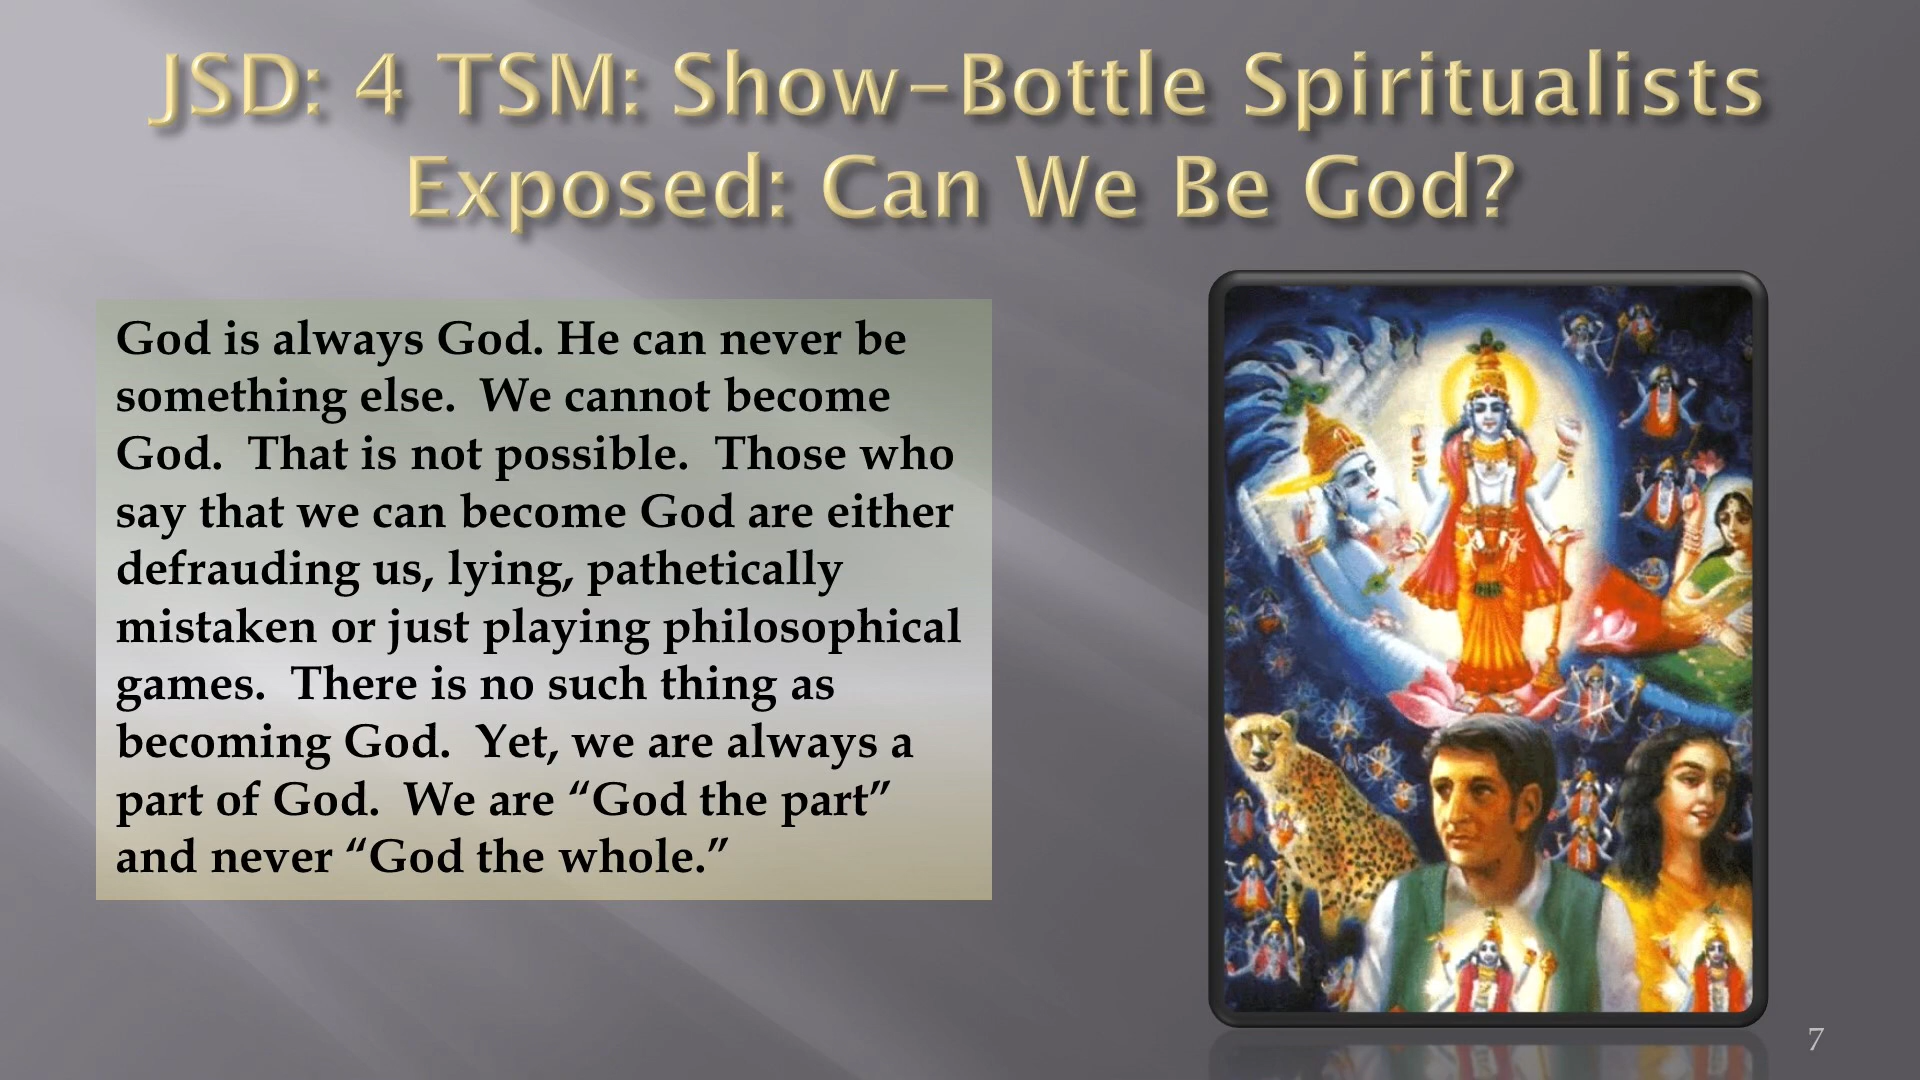 JSD: 4 TSM: Show-Bottle Spiritualists
Exposed: Can We Be God?
God is always God. He can never be
something else.  We cannot become
God.  That is not possible.  Those who
say that we can become God are either
defrauding us, lying, pathetically
mistaken or just playing philosophical
games.  There is no such thing as
becoming God.  Yet, we are always a
part of God.  We are “God the part”
and never “God the whole.”
7